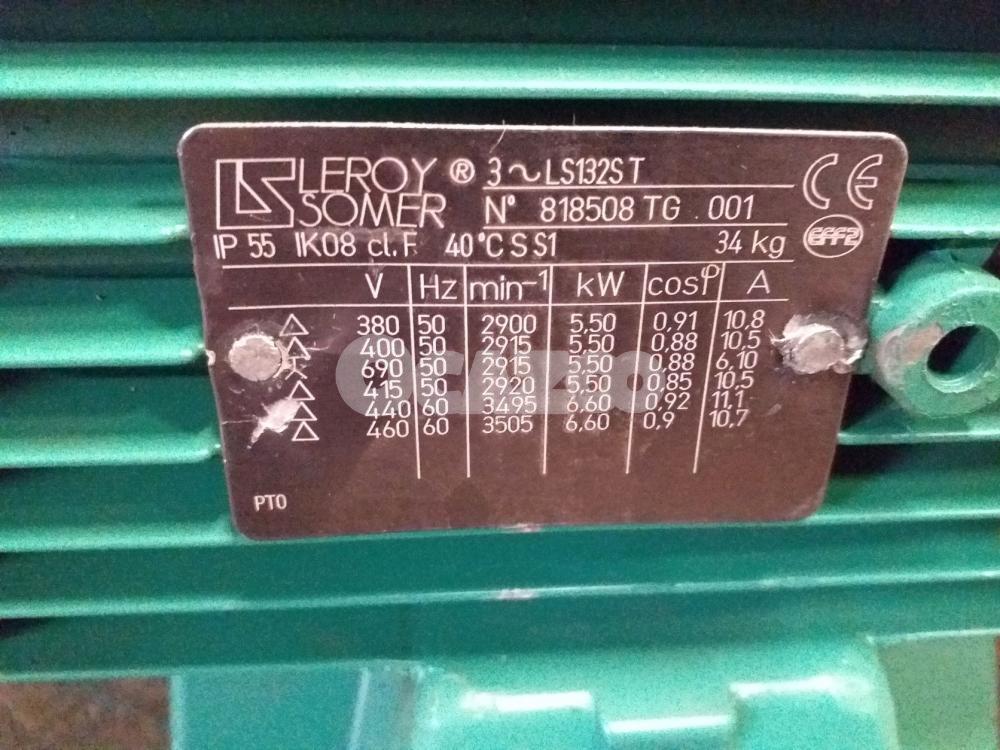 LEROY SOMER ® 3~LS132S T
N° 818508 TG . 001
CE
IP 55 IK08 cl.F 40°C S S1 34 kg
EFF2
V Hz min-1 kW cosφ A
△ 380 50 2900 5,50 0,91 10,8
△ 400 50 2915 5,50 0,88 10,5
Y 690 50 2915 5,50 0,88 6,10
△ 415 50 2920 5,50 0,85 10,5
△ 440 60 3495 6,60 0,92 11,1
△ 460 60 3505 6,60 0,9 10,7
PTO